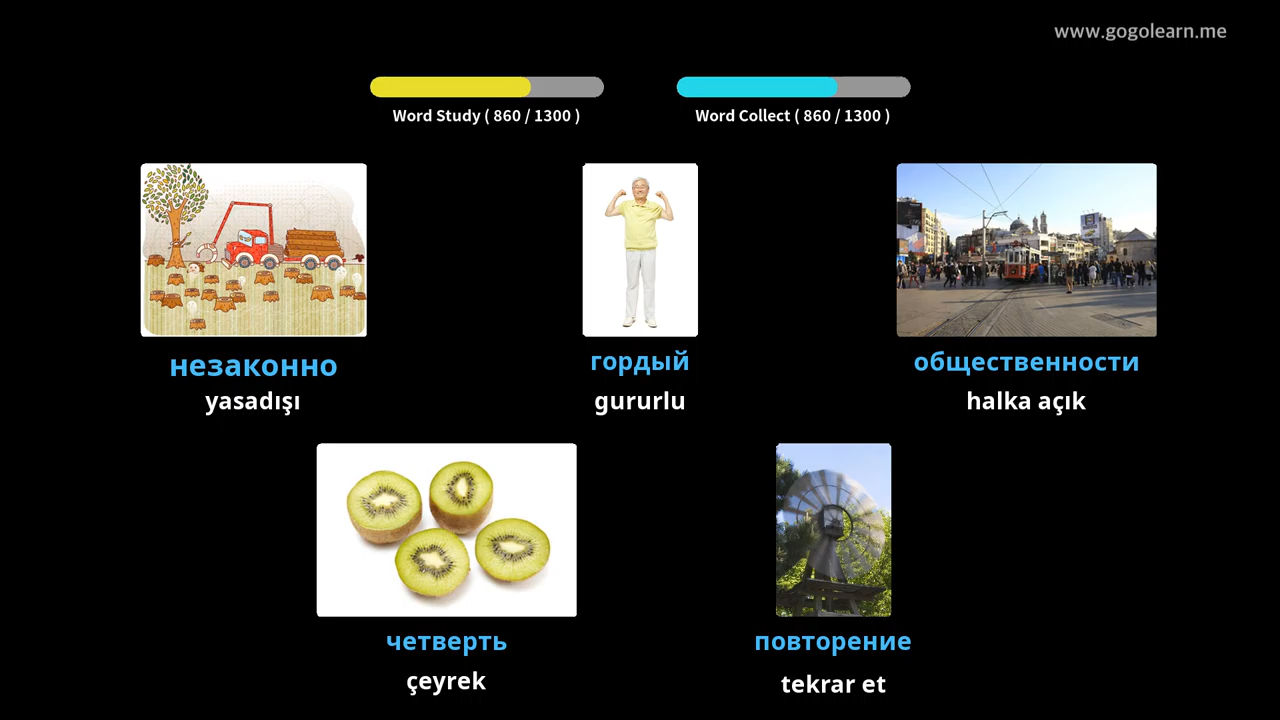 www.gogolearn.me
Word Study ( 860 / 1300 )
Word Collect ( 860 / 1300 )
незаконно
yasadışı
гордый
gururlu
общественности
halka açık
четверть
çeyrek
повторение
tekrar et